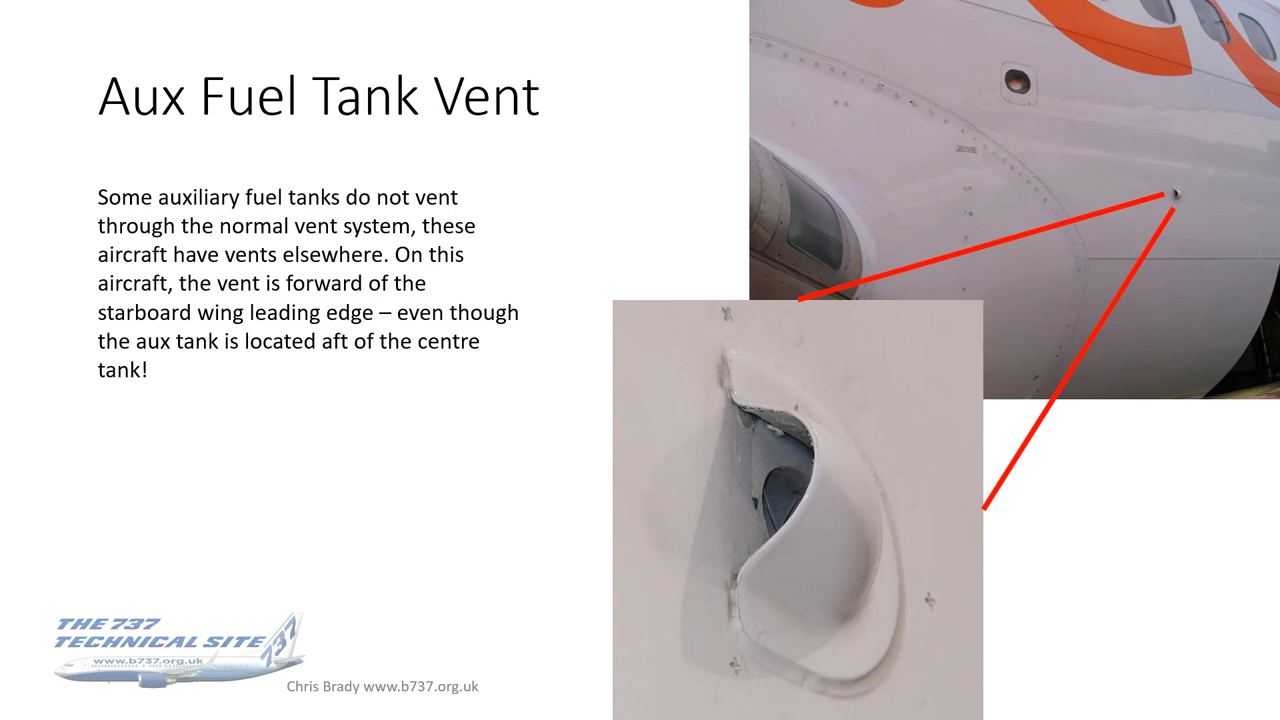 Aux Fuel Tank Vent
Some auxiliary fuel tanks do not vent
through the normal vent system, these
aircraft have vents elsewhere. On this
aircraft, the vent is forward of the
starboard wing leading edge – even though
the aux tank is located aft of the centre
tank!
THE 737
TECHNICAL SITE
737
www.b737.org.uk
Chris Brady www.b737.org.uk